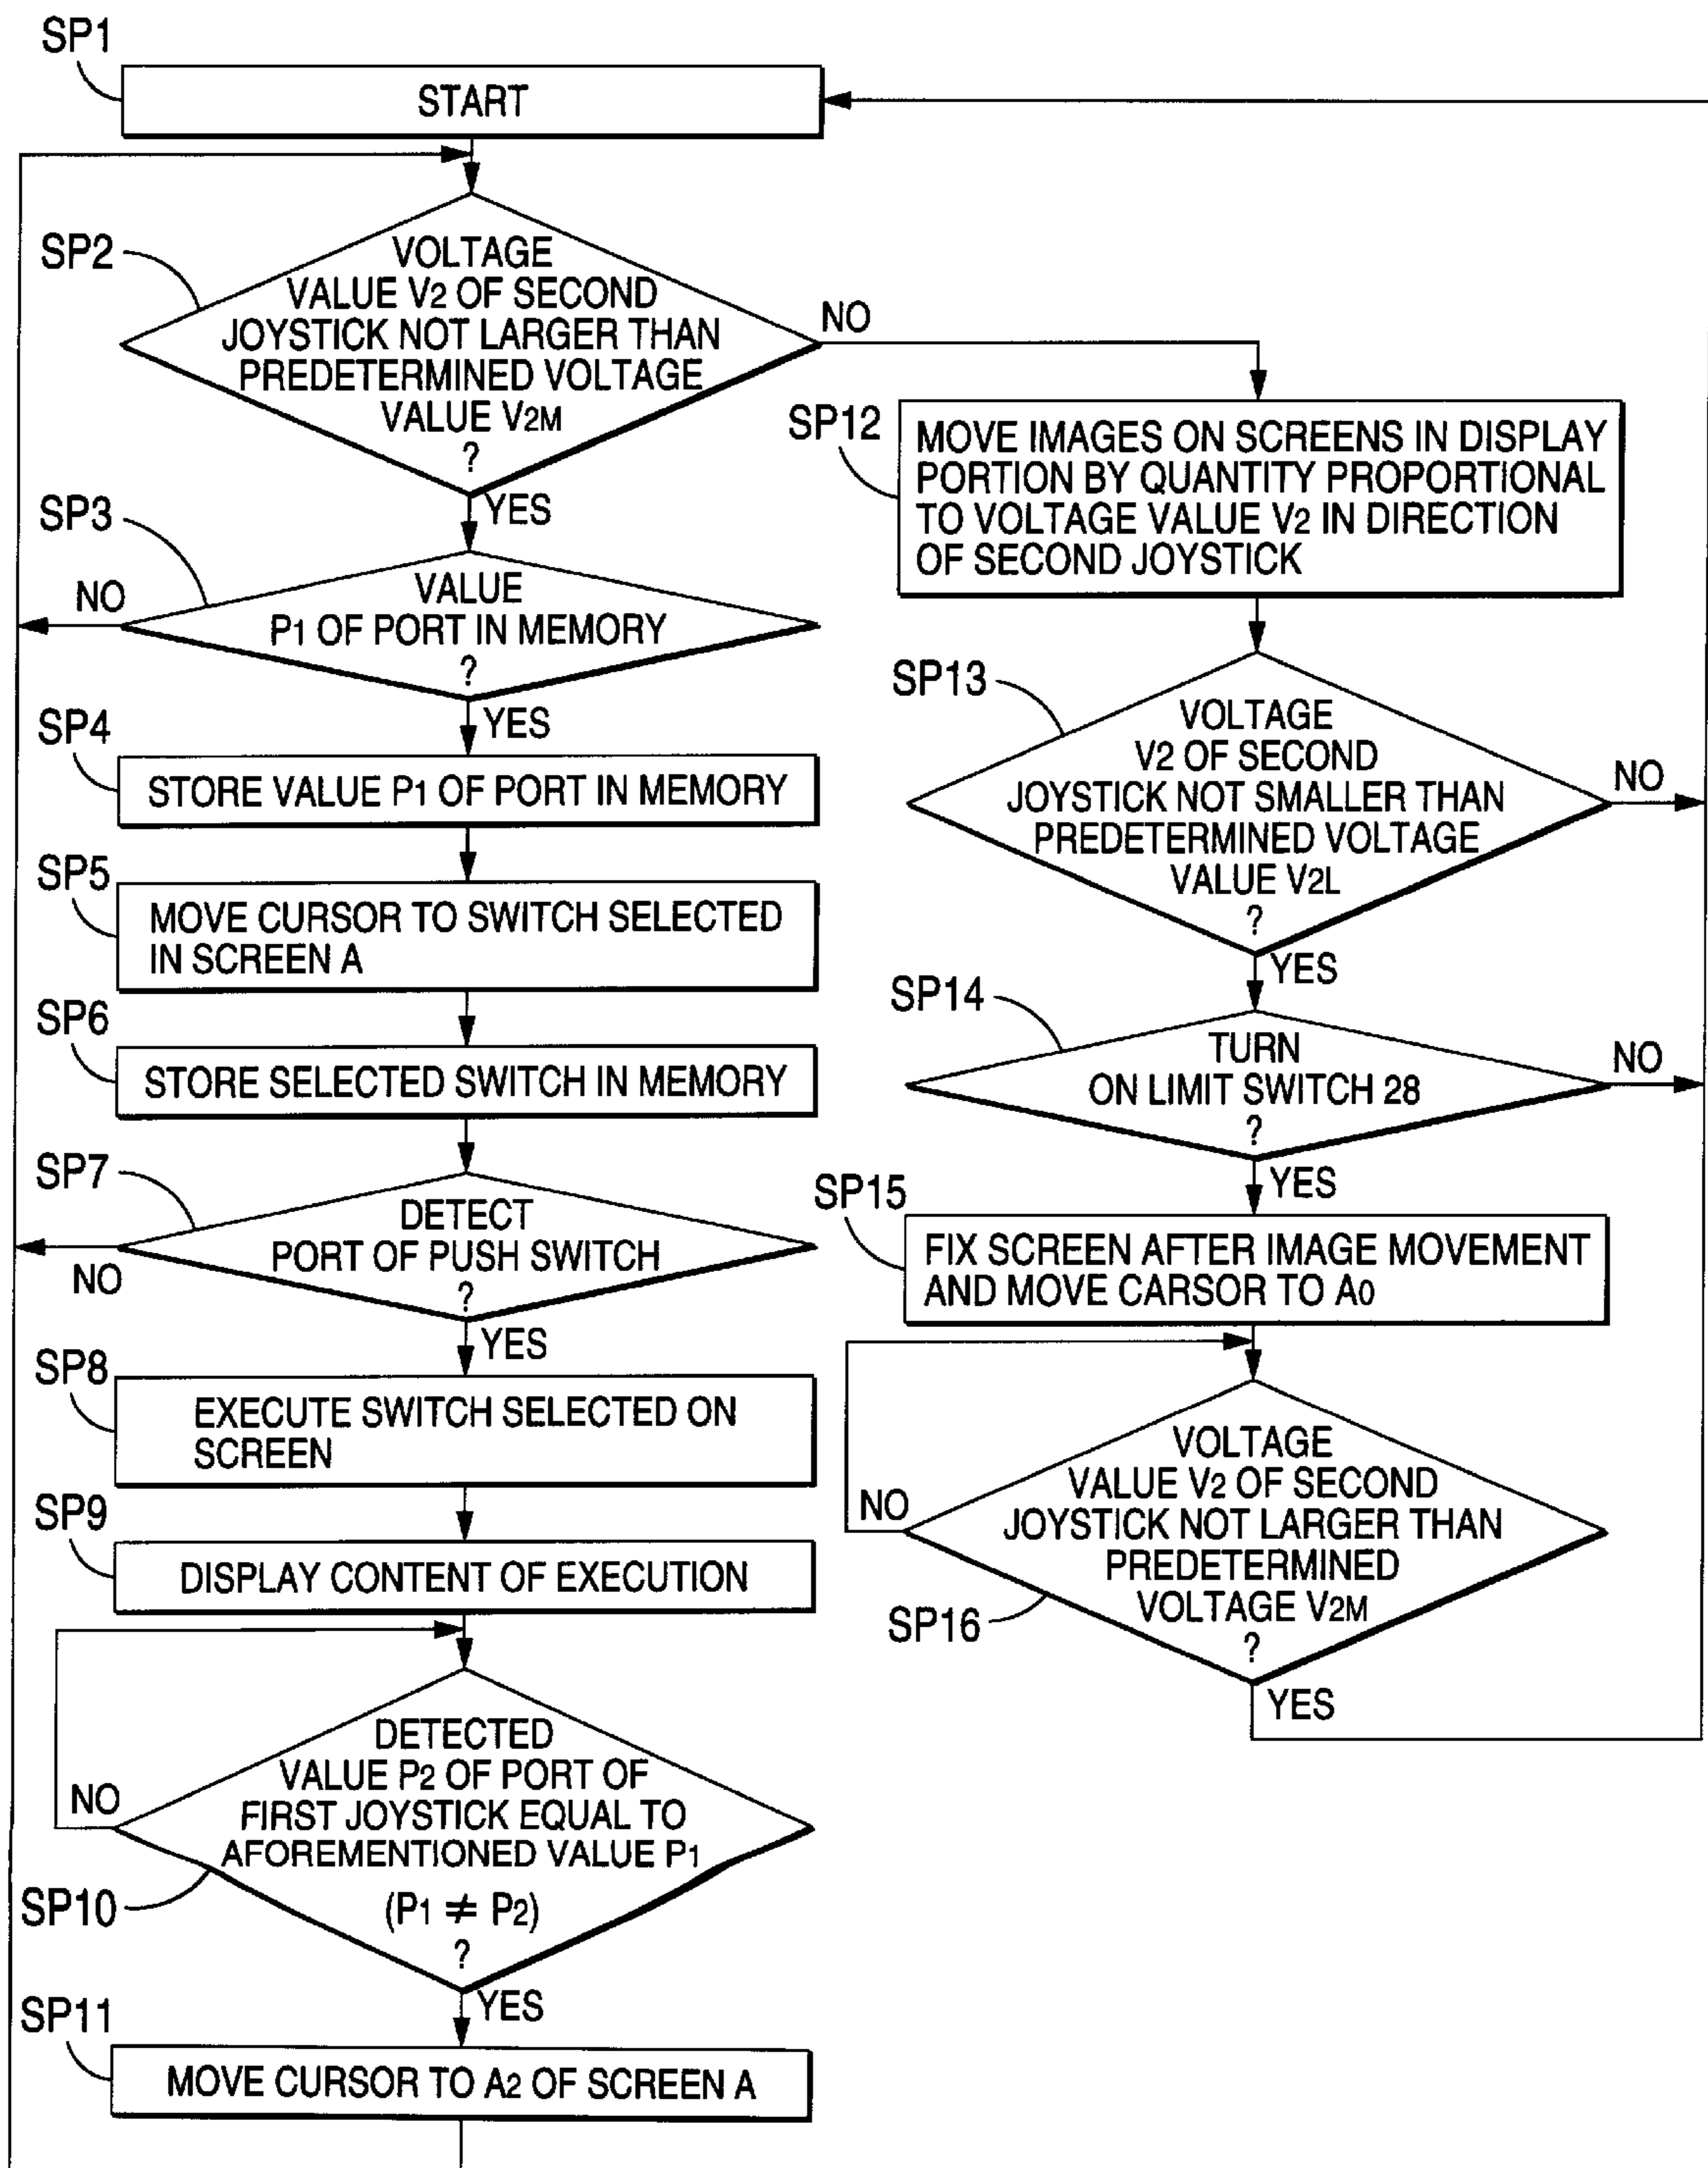 SP1
START
SP2
VOLTAGE
VALUE V2 OF SECOND
JOYSTICK NOT LARGER THAN
PREDETERMINED VOLTAGE
VALUE V2M
?
NO
YES
SP3
VALUE
P1 OF PORT IN MEMORY
?
NO
YES
SP4
STORE VALUE P1 OF PORT IN MEMORY
SP5
MOVE CURSOR TO SWITCH SELECTED
IN SCREEN A
SP6
STORE SELECTED SWITCH IN MEMORY
SP7
DETECT
PORT OF PUSH SWITCH
?
NO
YES
SP8
EXECUTE SWITCH SELECTED ON
SCREEN
SP9
DISPLAY CONTENT OF EXECUTION
DETECTED
VALUE P2 OF PORT OF
FIRST JOYSTICK EQUAL TO
AFOREMENTIONED VALUE P1
(P1 ≠ P2)
?
NO
SP10
YES
SP11
MOVE CURSOR TO A2 OF SCREEN A
SP12
MOVE IMAGES ON SCREENS IN DISPLAY
PORTION BY QUANTITY PROPORTIONAL
TO VOLTAGE VALUE V2 IN DIRECTION
OF SECOND JOYSTICK
SP13
VOLTAGE
V2 OF SECOND
JOYSTICK NOT SMALLER THAN
PREDETERMINED VOLTAGE
VALUE V2L
?
NO
YES
SP14
TURN
ON LIMIT SWITCH 28
?
NO
YES
SP15
FIX SCREEN AFTER IMAGE MOVEMENT
AND MOVE CARSOR TO A0
VOLTAGE
VALUE V2 OF SECOND
JOYSTICK NOT LARGER THAN
PREDETERMINED
VOLTAGE V2M
?
NO
SP16
YES